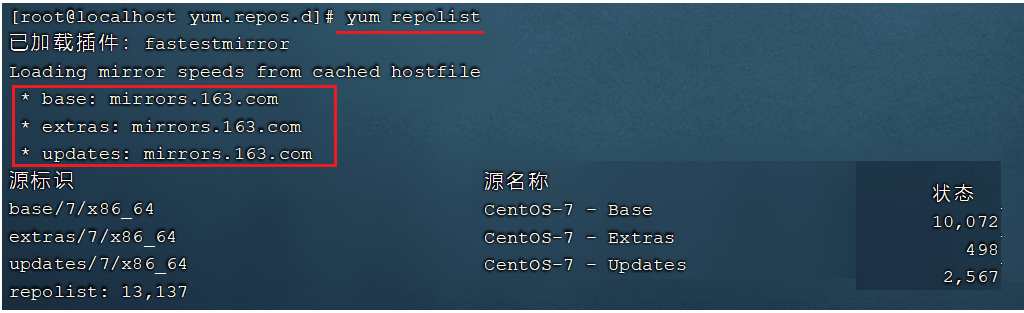 [root@localhost yum.repos.d]# yum repolist
已加载插件: fastestmirror
Loading mirror speeds from cached hostfile
* base: mirrors.163.com
* extras: mirrors.163.com
* updates: mirrors.163.com
源标识 源名称 状态
base/7/x86_64 CentOS-7 - Base 10,072
extras/7/x86_64 CentOS-7 - Extras 498
updates/7/x86_64 CentOS-7 - Updates 2,567
repolist: 13,137